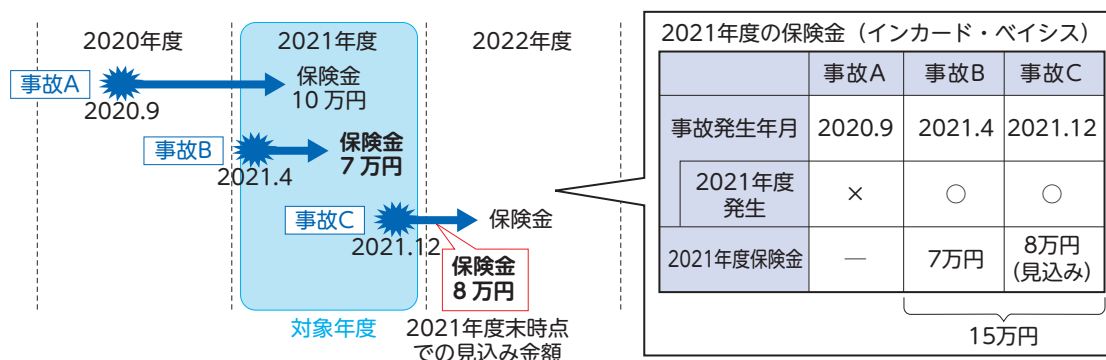 2020年度
2021年度
2022年度
事故A
2020.9
保険金
10万円
事故B
2021.4
保険金
7万円
事故C
2021.12
保険金
保険金
8万円
対象年度
2021年度末時点
での見込み金額
2021年度の保険金（インカード・ベイシス）
事故A 事故B 事故C
事故発生年月 2020.9 2021.4 2021.12
2021年度
発生 × ○ ○
2021年度保険金 — 7万円 8万円
(見込み)
15万円